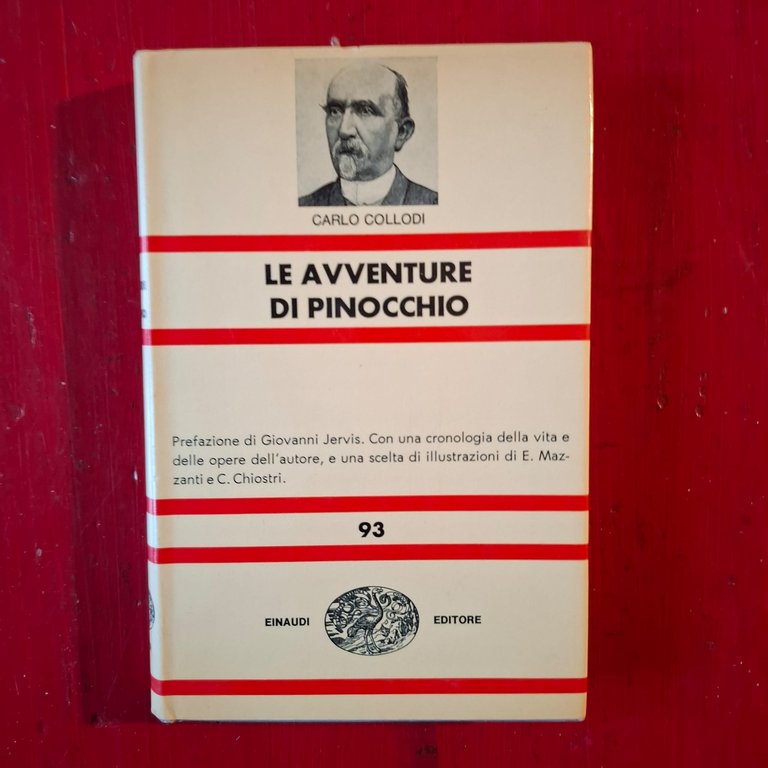 CARLO COLLODI
LE AVVENTURE
DI PINOCCHIO
Prefazione di Giovanni Jervis. Con una cronologia della vita e
delle opere dell'autore, e una scelta di illustrazioni di E. Maz-
zanti e C. Chiostri.
93
EINAUDI EDITORE